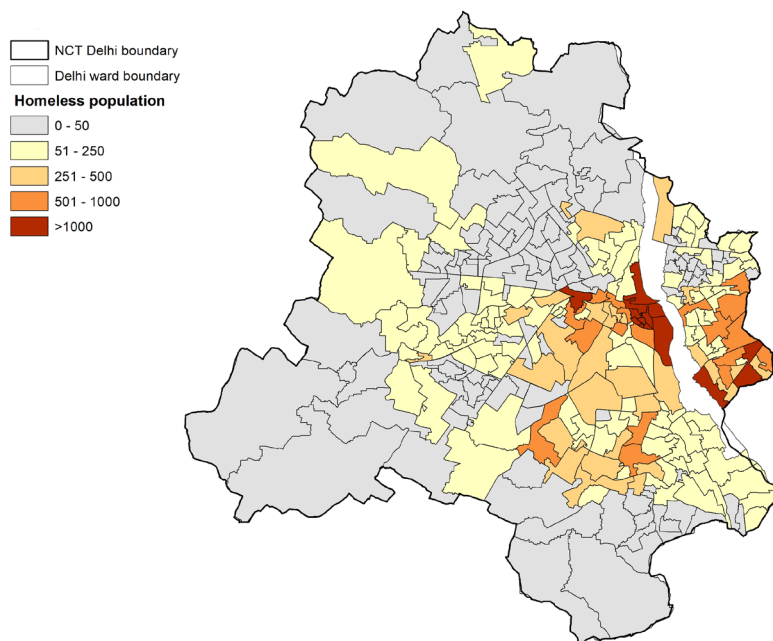 NCT Delhi boundary
Delhi ward boundary
Homeless population
0 - 50
51 - 250
251 - 500
501 - 1000
>1000